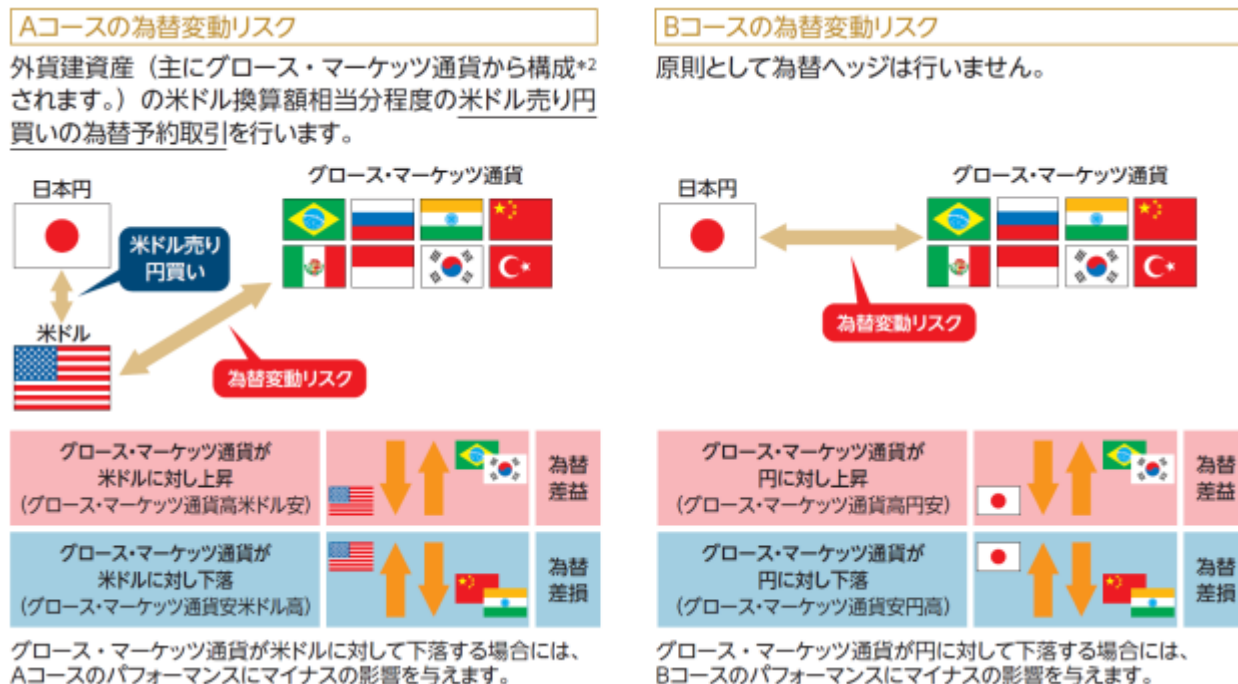 Aコースの為替変動リスク
外貨建資産（主にグロース・マーケッツ通貨から構成*2
されます。）の米ドル換算額相当分程度の米ドル売り円
買いの為替予約取引を行います。
日本円
グロース・マーケッツ通貨
米ドル売り
円買い
米ドル
為替変動リスク
グロース・マーケッツ通貨が
米ドルに対し上昇
(グロース・マーケッツ通貨高米ドル安)
為替
差益
グロース・マーケッツ通貨が
米ドルに対し下落
(グロース・マーケッツ通貨安米ドル高)
為替
差損
グロース・マーケッツ通貨が米ドルに対して下落する場合には、
Aコースのパフォーマンスにマイナスの影響を与えます。
Bコースの為替変動リスク
原則として為替ヘッジは行いません。
日本円
グロース・マーケッツ通貨
為替変動リスク
グロース・マーケッツ通貨が
円に対し上昇
(グロース・マーケッツ通貨高円安)
為替
差益
グロース・マーケッツ通貨が
円に対し下落
(グロース・マーケッツ通貨安円高)
為替
差損
グロース・マーケッツ通貨が円に対して下落する場合には、
Bコースのパフォーマンスにマイナスの影響を与えます。